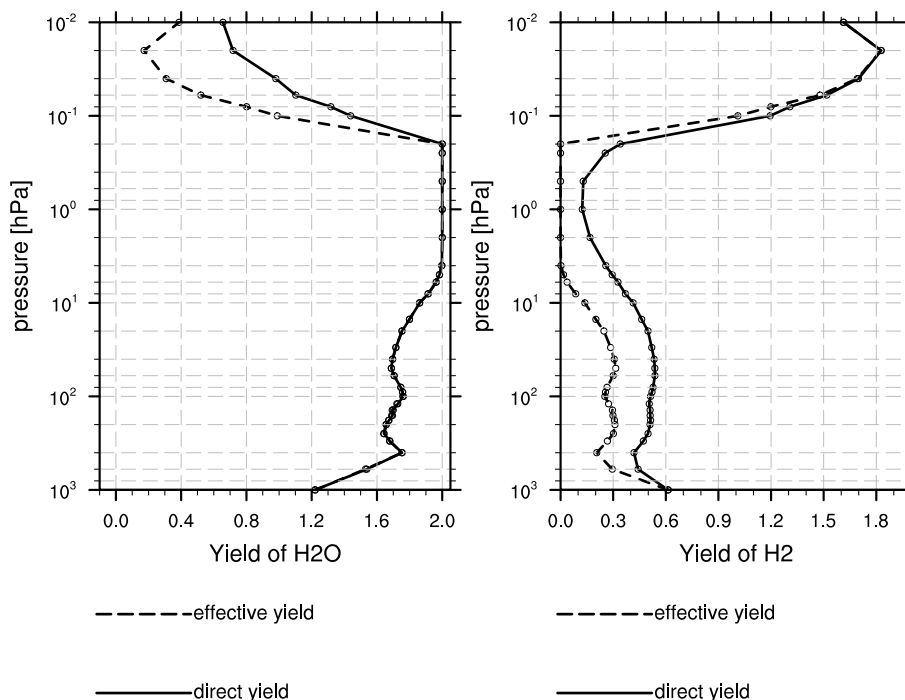 10-2
10-1
100
101
102
103
pressure [hPa]
0.0 0.4 0.8 1.2 1.6 2.0
Yield of H2O
effective yield
direct yield
10-2
10-1
100
101
102
103
pressure [hPa]
0.0 0.3 0.6 0.9 1.2 1.5 1.8
Yield of H2
effective yield
direct yield